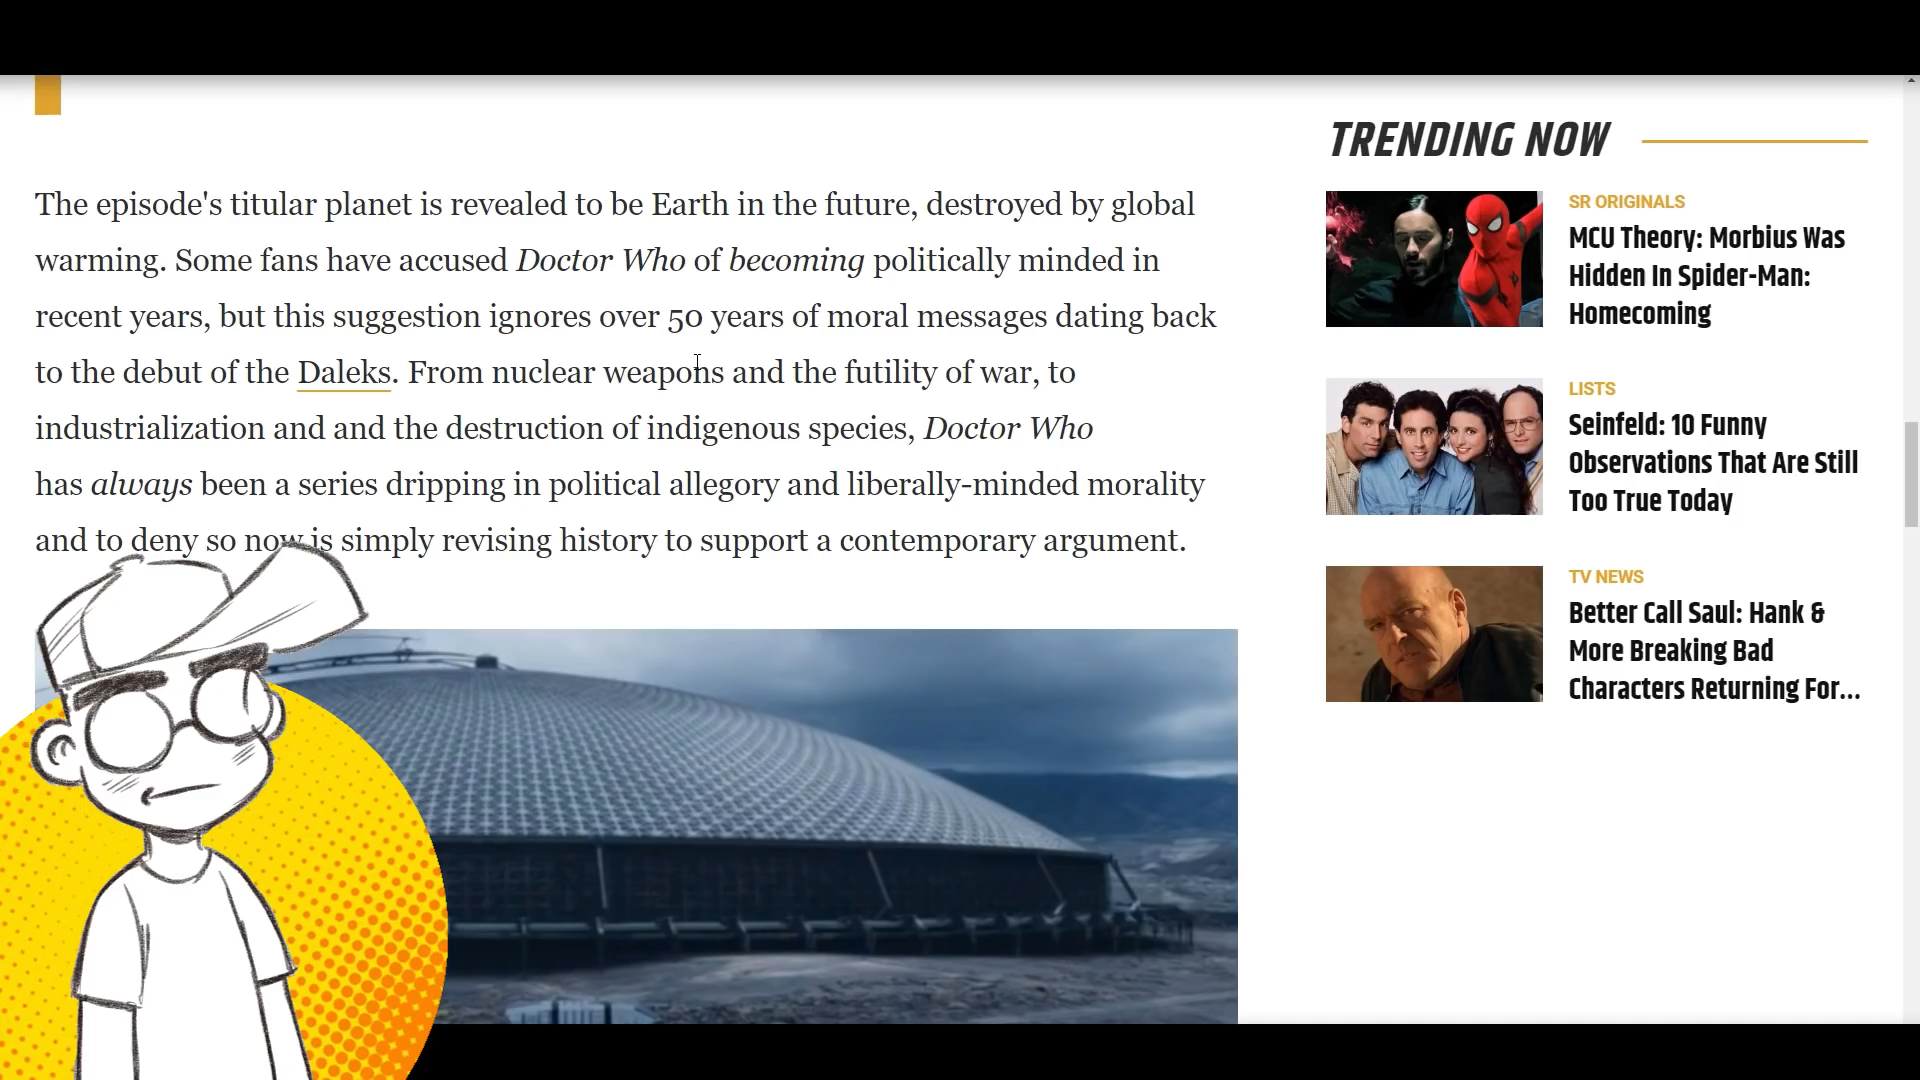 The episode's titular planet is revealed to be Earth in the future, destroyed by global
warming. Some fans have accused Doctor Who of becoming politically minded in
recent years, but this suggestion ignores over 50 years of moral messages dating back
to the debut of the Daleks. From nuclear weapons and the futility of war, to
industrialization and and the destruction of indigenous species, Doctor Who
has always been a series dripping in political allegory and liberally-minded morality
and to deny so now is simply revising history to support a contemporary argument.
TRENDING NOW
SR ORIGINALS
MCU Theory: Morbius Was
Hidden In Spider-Man:
Homecoming
LISTS
Seinfeld: 10 Funny
Observations That Are Still
Too True Today
TV NEWS
Better Call Saul: Hank &
More Breaking Bad
Characters Returning For...